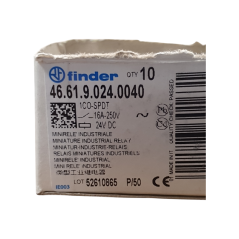 finder QTY 10
46.61.9.024.0040
1CO-SPDT
16A-250V
24V DC
MINIRELE' INDUSTRIALE
MINIATURE INDUSTRIAL RELAY
MINIATUR INDUSTRIE-RELAIS
RELAIS MINIATURES INDUSTRIELS
MINIRELE INDUSTRIAL
LOT 52610865 P/50